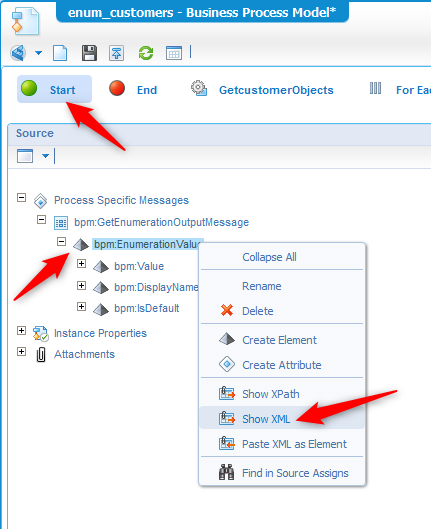 enum_customers - Business Process Model*
Start
End
GetcustomerObjects
For Eac
Source
Process Specific Messages
bpm:GetEnumerationOutputMessage
bpm:EnumerationValue
bpm:Value
bpm:DisplayName
bpm:IsDefault
Instance Properties
Attachments
Collapse All
Rename
Delete
Create Element
Create Attribute
Show XPath
Show XML
Paste XML as Element
Find in Source Assigns